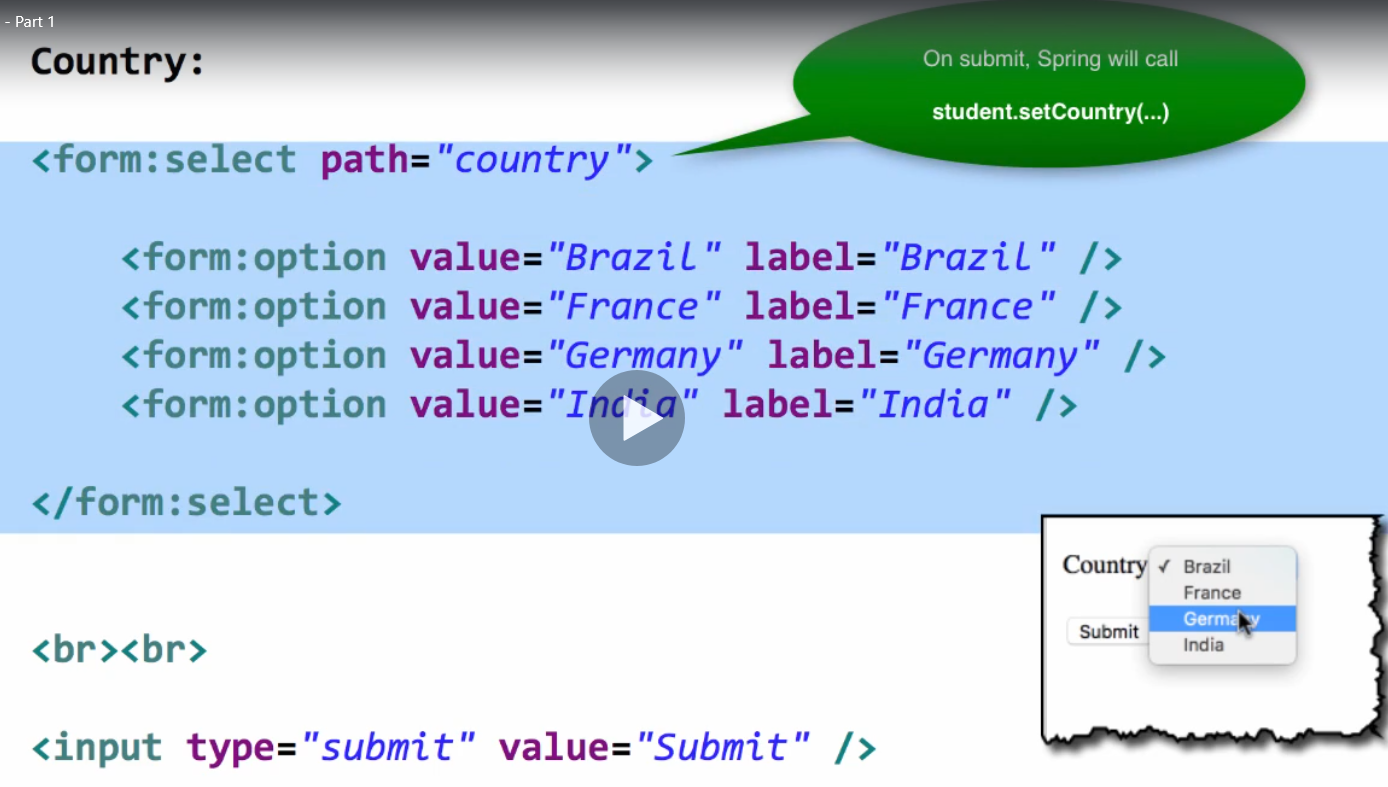 - Part 1
Country:
On submit, Spring will call
student.setCountry(...)
<form:select path="country">
<form:option value="Brazil" label="Brazil" />
<form:option value="France" label="France" />
<form:option value="Germany" label="Germany" />
<form:option value="India" label="India" />
</form:select>
<br><br>
<input type="submit" value="Submit" />
Country ✓ Brazil
France
Germany
Submit
India